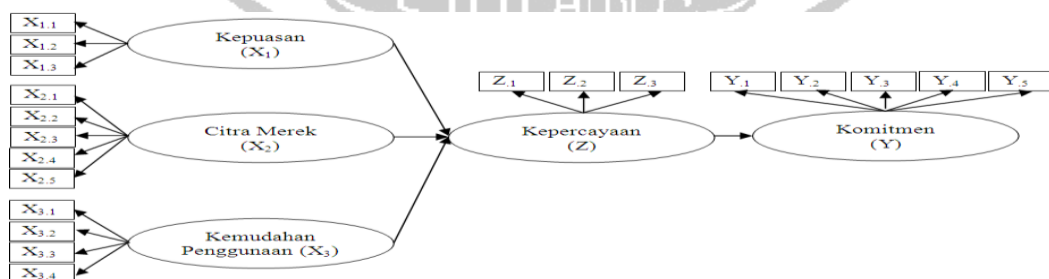 X1.1
X1.2
X1.3
Kepuasan
(X1)
X2.1
X2.2
X2.3
X2.4
X2.5
Citra Merek
(X2)
X3.1
X3.2
X3.3
X3.4
Kemudahan
Penggunaan (X3)
Z.1
Z.2
Z.3
Kepercayaan
(Z)
Y.1
Y.2
Y.3
Y.4
Y.5
Komitmen
(Y)